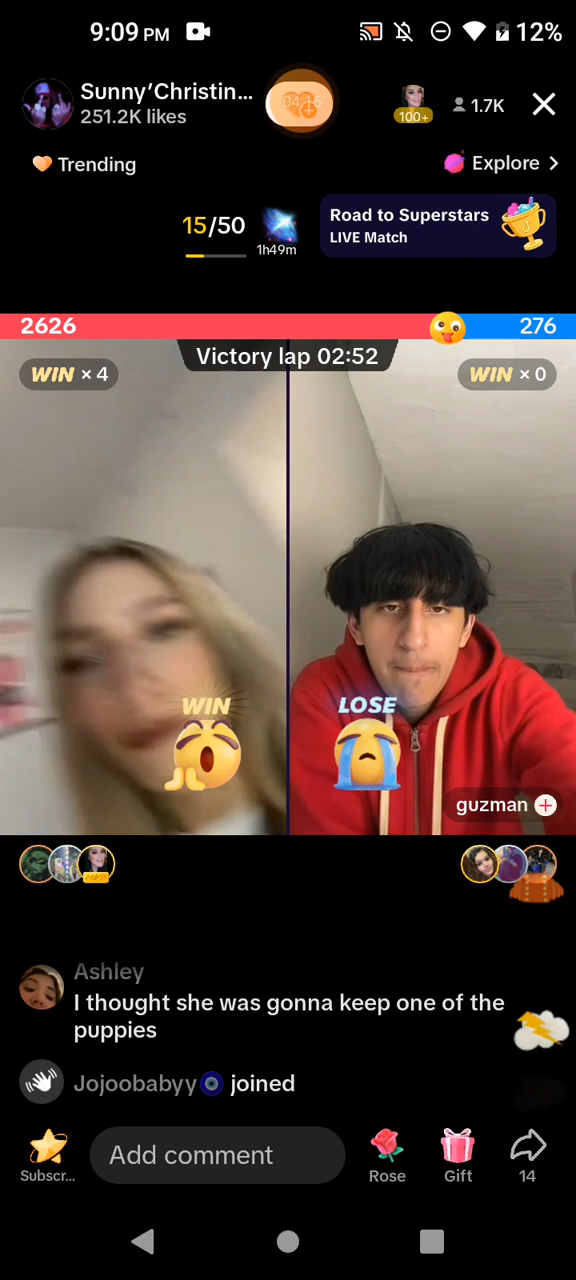 9:09 PM
12%
Sunny'Christin...
251.2K likes
100+
1.7K
Trending
Explore >
15/50
1h49m
Road to Superstars
LIVE Match
2626
276
Victory lap 02:52
WIN × 4
WIN × 0
WIN
LOSE
guzman
Ashley
I thought she was gonna keep one of the
puppies
Jojoobabyy🧿 joined
Subscr...
Add comment
Rose
Gift
14